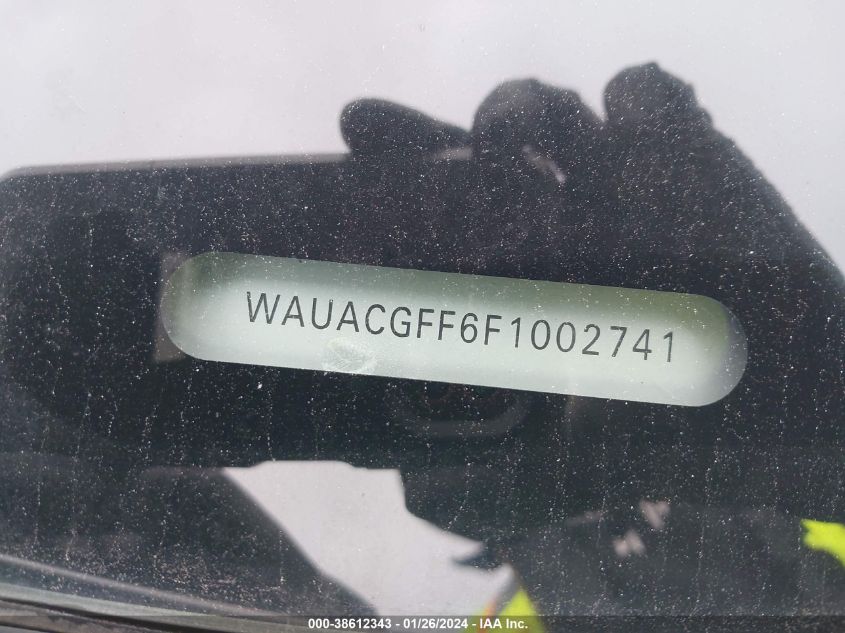 WAUACGFF6F1002741
000-38612343 / 01/26/2024 - IAA Inc.